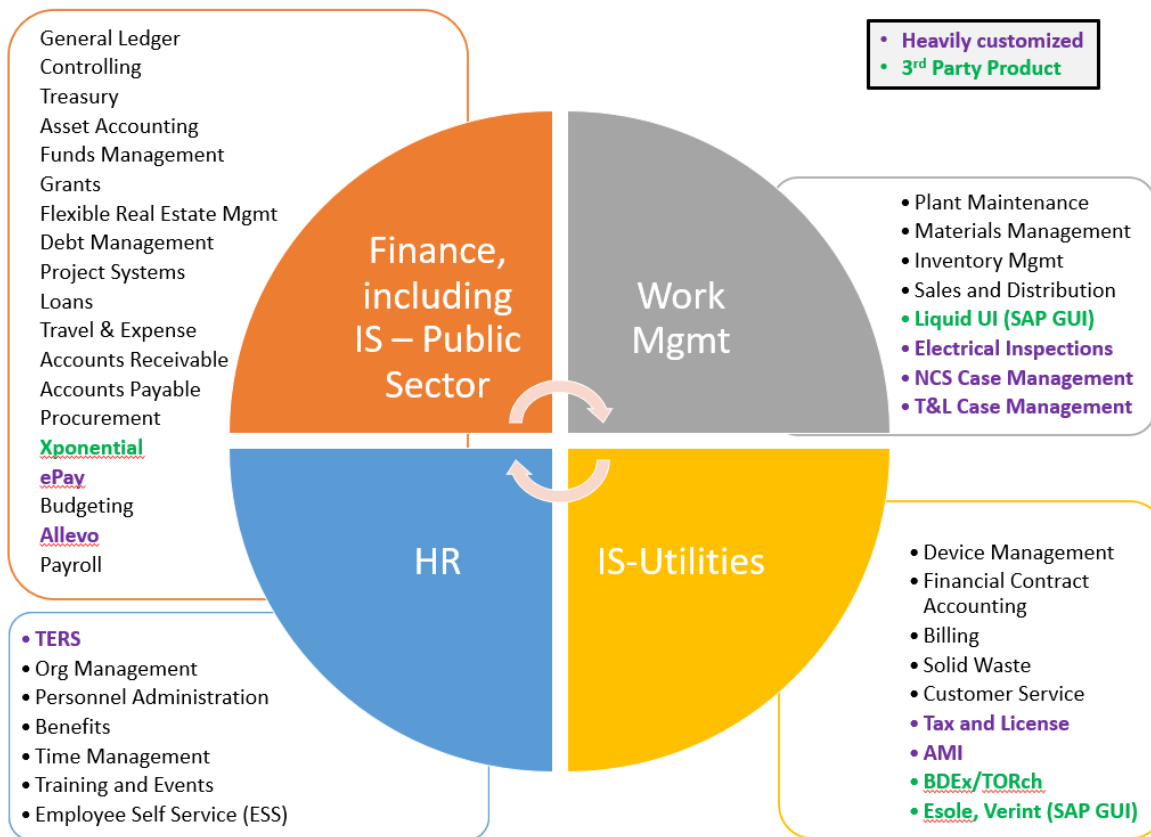 General Ledger
Controlling
Treasury
Asset Accounting
Funds Management
Grants
Flexible Real Estate Mgmt
Debt Management
Project Systems
Loans
Travel & Expense
Accounts Receivable
Accounts Payable
Procurement
Xponential
ePay
Budgeting
Allevo
Payroll
• Heavily customized
• 3rd Party Product
Finance,
including
IS – Public
Sector
Work
Mgmt
• Plant Maintenance
• Materials Management
• Inventory Mgmt
• Sales and Distribution
• Liquid UI (SAP GUI)
• Electrical Inspections
• NCS Case Management
• T&L Case Management
HR
IS-Utilities
• TERS
• Org Management
• Personnel Administration
• Benefits
• Time Management
• Training and Events
• Employee Self Service (ESS)
• Device Management
• Financial Contract
Accounting
• Billing
• Solid Waste
• Customer Service
• Tax and License
• AMI
• BDEx/TORch
• Esole, Verint (SAP GUI)